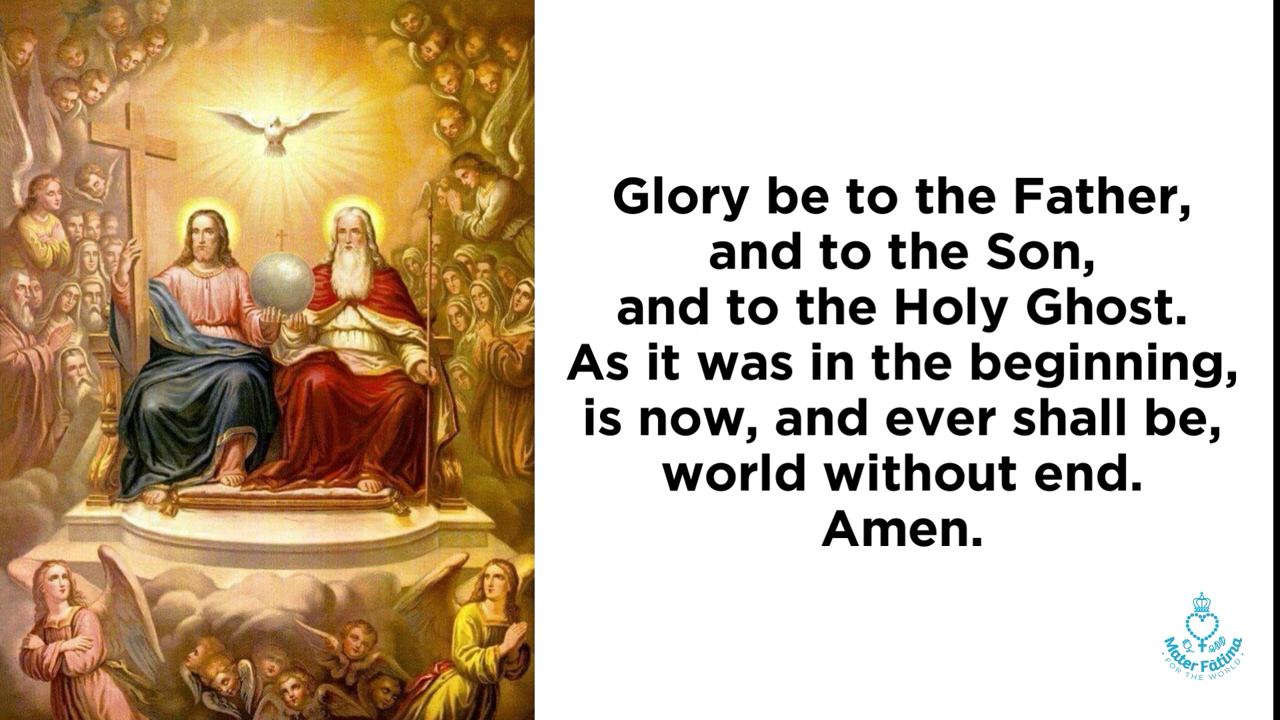 Glory be to the Father,
and to the Son,
and to the Holy Ghost.
As it was in the beginning,
is now, and ever shall be,
world without end.
Amen.
Mater Fátima
FOR THE WORLD